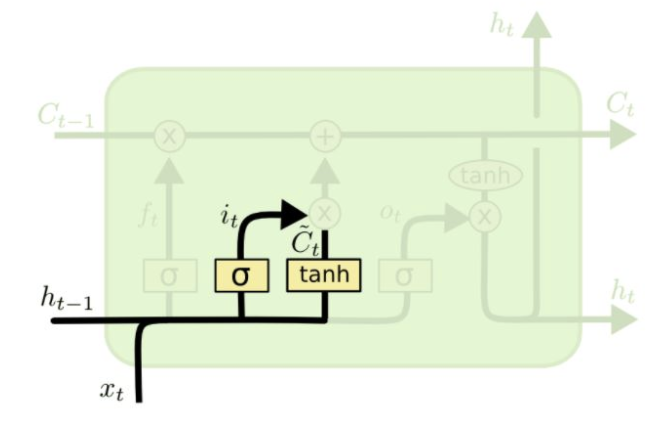 h_t
C_{t-1} C_t
x +
tanh
f_t i_t x o_t x
C̃_t
σ σ tanh σ
h_{t-1} h_t
x_t